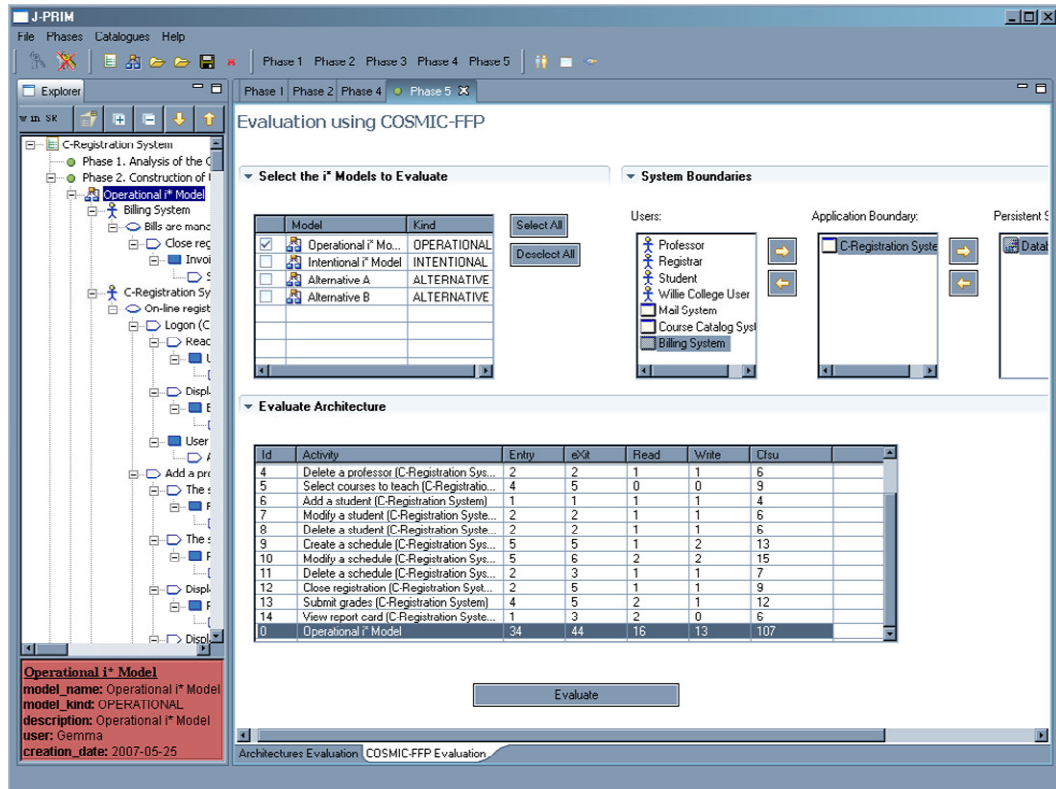 J-PRIM
File Phases Catalogues Help
Phase 1 Phase 2 Phase 3 Phase 4 Phase 5
Explorer
Phase 1 Phase 2 Phase 4 Phase 5
w in SR
C-Registration System
Phase 1. Analysis of the
Phase 2. Construction of
Operational i* Model
Billing System
Bills are mana
Close reg
Invoi
C-Registration Sy
On-line regist
Logon (C
Reac
Displ
User
Add a pro
The s
The s
Displ
Displ
Operational i* Model
model_name: Operational i* Model
model_kind: OPERATIONAL
description: Operational i* Model
user: Gemma
creation_date: 2007-05-25
Evaluation using COSMIC-FFP
Select the i* Models to Evaluate
Model Kind
Operational i* Mo... OPERATIONAL
Intentional i* Model INTENTIONAL
Alternative A ALTERNATIVE
Alternative B ALTERNATIVE
Select All
Deselect All
System Boundaries
Users:
Professor
Registrar
Student
Willie College User
Mail System
Course Catalog Syst
Billing System
Application Boundary:
C-Registration Syste
Persistent S
Datab
Evaluate Architecture
Id Activity Entry eXit Read Write Cfsu
4 Delete a professor (C-Registration Sys... 2 2 1 1 6
5 Select courses to teach (C-Registratio... 4 5 0 0 9
6 Add a student (C-Registration System) 1 1 1 1 4
7 Modify a student (C-Registration Syste... 2 2 1 1 6
8 Delete a student (C-Registration Syste... 2 2 1 1 6
9 Create a schedule (C-Registration Sys... 5 5 1 2 13
10 Modify a schedule (C-Registration Sys... 5 6 2 2 15
11 Delete a schedule (C-Registration Sys... 2 3 1 1 7
12 Close registration (C-Registration Syst... 2 5 1 1 9
13 Submit grades (C-Registration System) 4 5 2 1 12
14 View report card (C-Registration Syste... 1 3 2 0 6
0 Operational i* Model 34 44 16 13 107
Evaluate
Architectures Evaluation COSMIC-FFP Evaluation